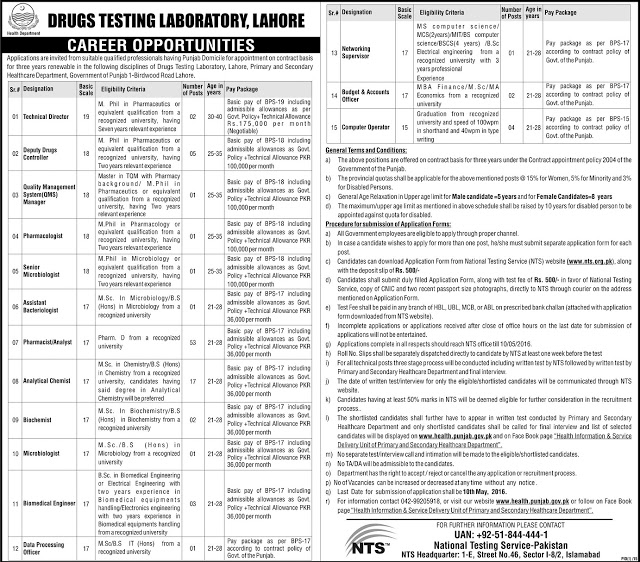 Health Department
DRUGS TESTING LABORATORY, LAHORE
CAREER OPPORTUNITIES
Applications are invited from suitable qualified professionals having Punjab Domicile for appointment on contract basis
for three years renewable in the following disciplines of Drugs Testing Laboratory, Lahore, Primary and Secondary
Healthcare Department, Government of Punjab 1-Birdwood Road Lahore.
Sr.# Designation Basic Scale Eligibility Criteria Number of Posts Age in years Pay Package
01 Technical Director 19 M. Phil in Pharmaceutics or
equivalent qualification from a
recognized university, having
Seven years relevant experience
02 30-40 Basic pay of BPS-19 including
admissible allowances as per
Govt. Policy+Technical Allowance
Rs.175,000 per month
(Negotiable)
02 Deputy Drugs
Controller
18 M. Phil in Pharmaceutics or
equivalent qualification from a
recognized university, having
Two years relevant experience
05 25-35 Basic pay of BPS-18 including
admissible allowances as Govt.
Policy +Technical Allowance PKR
100,000/month
03 Quality Management
System(QMS)
Manager
18 Master in TQM with Pharmacy
background/ M.Phil in
Pharmaceutics or equivalent
qualification from a recognized
university, having Two years
relevant experience
01 25-35 Basic pay of BPS-18 including
admissible allowances as Govt.
Policy +Technical Allowance PKR
100,000/month
04 Pharmacologist 18 M.Phil in Pharmacology or
equivalent qualification from a
recognized university, having
Two years relevant experience
01 25-35 Basic pay of BPS-18 including
admissible allowances as Govt.
Policy +Technical Allowance PKR
100,000/month
05 Senior
Microbiologist
18 M.Phil in Microbiology or
equivalent qualification from a
recognized university, having
Two years relevant experience
01 25-35 Basic pay of BPS-18 including
admissible allowances as Govt.
Policy +Technical Allowance PKR
100,000/month
06 Assistant
Bacteriologist
17 M.Sc. In Microbiology/B.S
(Hons) in Microbiology from a
recognized university
01 21-28 Basic pay of BPS-17 including
admissible allowances as Govt.
Policy +Technical Allowance PKR
36,000/per month
07 Pharmacist/Analyst 17 Pharm. D from a recognized
university
53 21-28 Basic pay of BPS-17 including
admissible allowances as Govt.
Policy +Technical Allowance PKR
36,000/per month
08 Analytical Chemist 17 M.Sc. in Chemistry/B.S (Hons)
in Chemistry from a recognized
university, candidates having
said degree in Analytical
Chemistry will be preferred
02 21-28 Basic pay of BPS-17 including
admissible allowances as Govt.
Policy +Technical Allowance PKR
36,000 per month
09 Biochemist 17 M.Sc. In Biochemistry/B.S
(Hons) in Biochemistry from a
recognized university
02 21-28 Basic pay of BPS-17 including
admissible allowances as Govt.
Policy +Technical Allowance PKR
36,000 per month
10 Microbiologist 17 M.Sc./B.S (Hons) in
Microbiology from a recognized
university
01 21-28 Basic pay of BPS-17 including
admissible allowances as Govt.
Policy +Technical Allowance PKR
36,000 per month
11 Biomedical Engineer 17 B.Sc. in Biomedical Engineering
or Electrical Engineering with
two years experience in
Biomedical equipments
handling/Electronics engineering
with two years experience in
Biomedical equipments handling
from a recognized university
03 21-28 Basic pay of BPS-17 including
admissible allowances as Govt.
Policy +Technical Allowance PKR
36,000 per month
12 Data Processing
Officer
17 M.Sc/B.S IT (Hons) from a
recognized university
01 21-28 Pay package as per BPS-17
according to contract policy of
Govt. of the Punjab.
Sr.# Designation Basic Scale Eligibility Criteria Number of Posts Age in years Pay Package
13 Networking
Supervisor
17 MS computer science/
MCS(2years)/MIT/BS computer
science/BSCS(4 years) /B.Sc
Electrical engineering from a
recognized university with 3
years professional
Experience
01 21-28 Pay package as per BPS-17
according to contract policy of
Govt. of the Punjab.
14 Budget & Accounts
Officer
17 MBA Finance/M.Sc/MA
Economics from a recognized
university
02 21-28 Pay package as per BPS-17
according to contract policy of
Govt. of the Punjab.
15 Computer Operator 15 Graduation from recognized
university and speed of 100wpm
in shorthand and 40wpm in type
writing
04 21-28 Pay package as per BPS-15
according to contract policy of
Govt. of the Punjab.
General Terms and Conditions:
a) The above positions are offered on contract basis for three years under the Contract appointment policy 2004 of the
Government of the Punjab.
b) The provincial quotas shall be applicable for the above mentioned posts @ 15% for Women, 5% for Minority and 3%
for Disabled Persons.
c) General Age Relaxation in Upper age limit for Male candidate =5 years and for Female Candidates=8 years
d) The maximum/upper age limit as mentioned in above schedule shall be raised by 10 years for disabled person to be
appointed against quota for disabled.
Procedure for submission of Application Forms:
a) All Government employees are eligible to apply through proper channel.
b) In case a candidate wishes to apply for more than one post, ha/she must submit separate application form for each
post.
c) Candidates can download Application Form from National Testing Service (NTS) website (www.nts.org.pk), along
with the deposit slip of Rs. 500/-
d) Candidates shall submit duly filled Application Form, along with test fee of Rs. 500/- in favor of National Testing
Service, copy of CNIC and two recent passport size photographs, directly to NTS through courier on the address
mentioned on Application Form.
e) Test Fee shall be paid in any branch of HBL, UBL, MCB, or ABL on prescribed bank challan (attached with application
form downloaded from NTS website).
f) Incomplete applications or applications received after close of office hours on the last date for submission of
applications will not be entertained.
g) Applications complete in all respects should reach NTS office till 10/05/2016.
h) Roll No. Slips shall be separately dispatched directly to candidate by NTS at least one week before the test
i) For all technical posts three stage process will be conducted including written test by NTS followed by written test by
Primary and Secondary Healthcare Department and final interview.
j) The date of written test/interview for only the eligible/shortlisted candidates will be communicated through NTS
website.
k) Candidates having at least 50% marks in NTS will be deemed eligible for further consideration in the recruitment
process..
l) The shortlisted candidates shall further have to appear in written test conducted by Primary and Secondary
Healthcare Department and only shortlisted candidates shall be called for final interview and list of selected
candidates will be displayed on www.health.punjab.gov.pk and on Face Book page "Health Information & Service
Delivery Unit of Primary and Secondary Healthcare Department".
m) No separate test/interview call and intimation will be made to the eligible/shortlisted candidates.
n) No TA/DA will be admissible to the candidates.
o) Department has the right to accept / reject or cancel the any application or recruitment process.
p) No of Vacancies can be increased or decreased at any time without any notice .
q) Last Date for submission of application shall be 10th May, 2016.
r) For information contact 042-99205918, or visit our website www.health.punjab.gov.pk or follow on Face Book
page "Health Information & Service Delivery Unit of Primary and Secondary Healthcare Department".
NTS
FOR FURTHER INFORMATION PLEASE CONTACT
UAN: +92-51-844-444-1
National Testing Service-Pakistan
NTS Headquarter: 1-E, Street No.46, Sector I-8/2, Islamabad